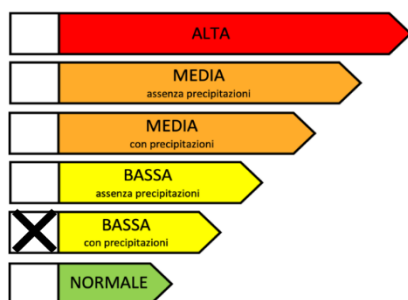 ALTA
MEDIA
assenza precipitazioni
MEDIA
con precipitazioni
BASSA
assenza precipitazioni
BASSA
con precipitazioni
NORMALE